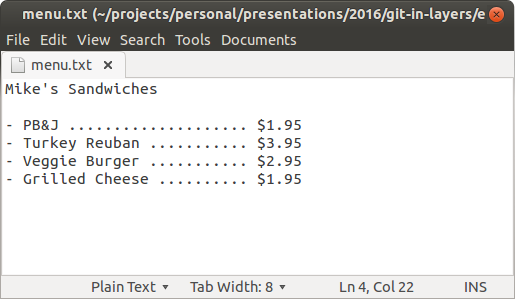 menu.txt (~/projects/personal/presentations/2016/git-in-layers/e
File Edit View Search Tools Documents
menu.txt
Mike's Sandwiches
- PB&J .................... $1.95
- Turkey Reuban ........... $3.95
- Veggie Burger ........... $2.95
- Grilled Cheese .......... $1.95
Plain Text Tab Width: 8 Ln 4, Col 22 INS